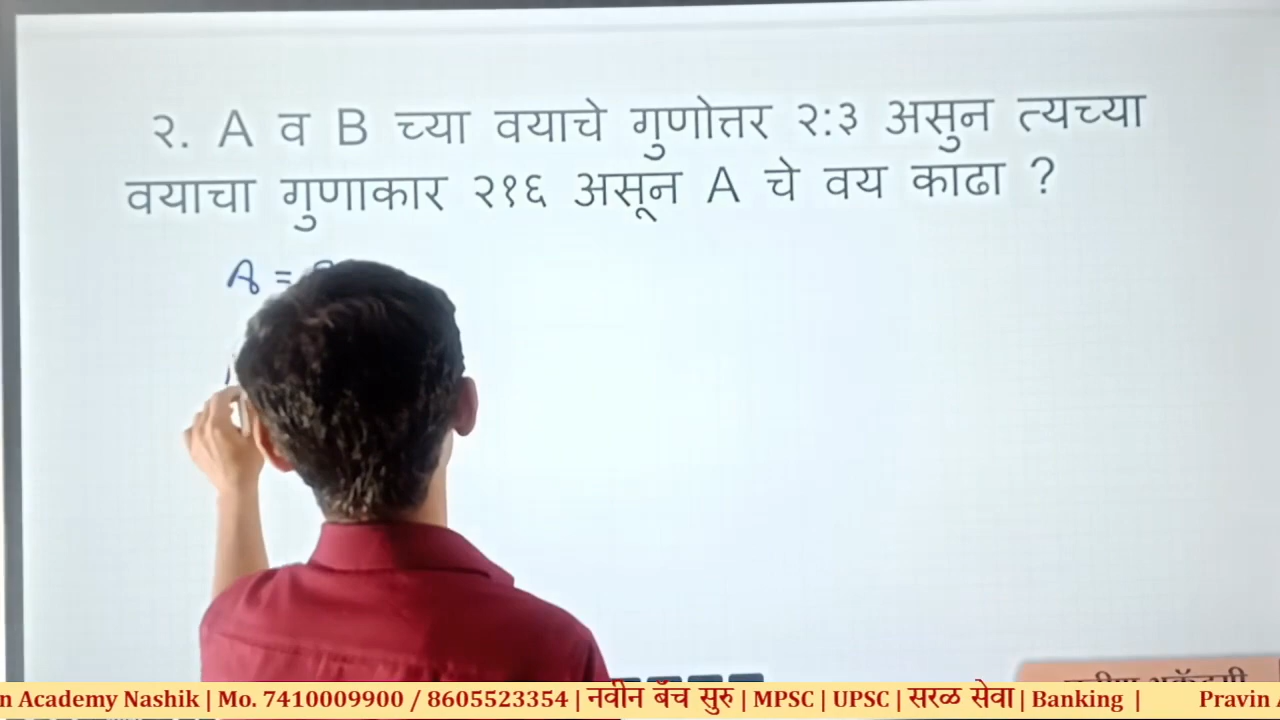 २. A व B च्या वयाचे गुणोत्तर २:३ असुन त्यच्या
वयाचा गुणाकार २१६ असून A चे वय काढा ?
A =
n Academy Nashik | Mo. 7410009900 / 8605523354 | नवीन बॅच सुरु | MPSC | UPSC | सरळ सेवा | Banking | Pravin A